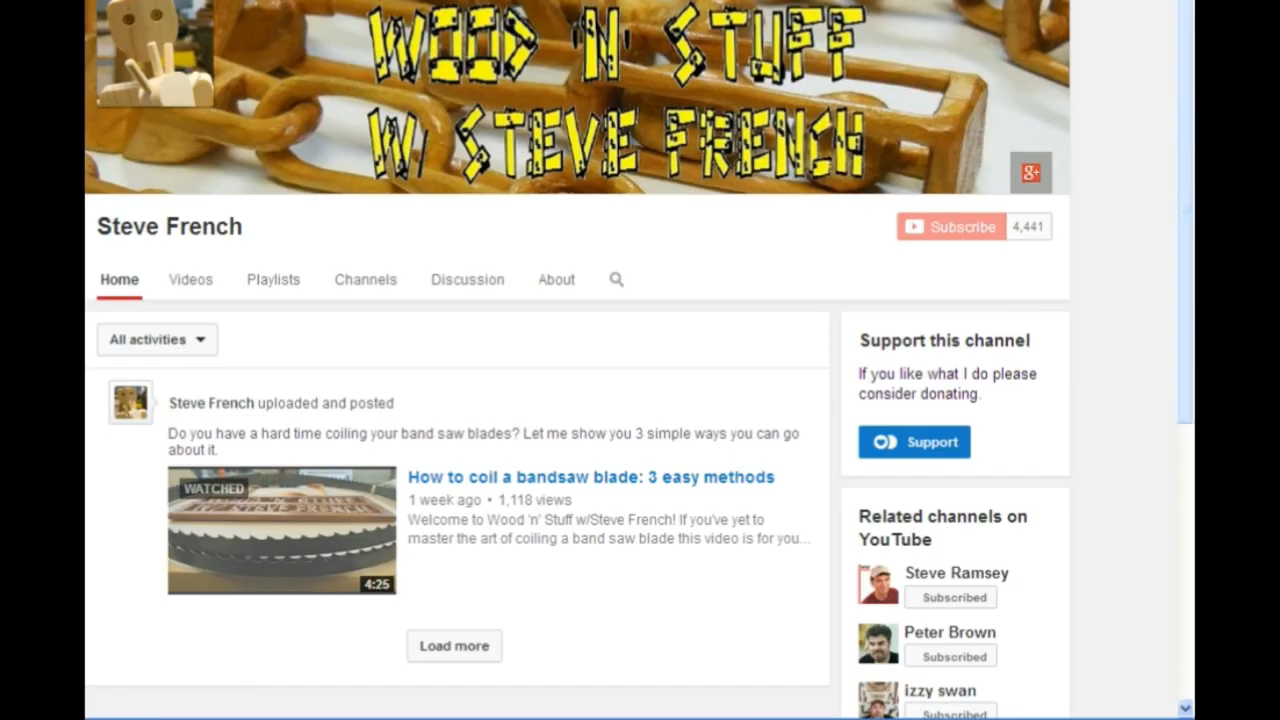 WOOD 'N' STUFF
W/ STEVE FRENCH
g+
Steve French
Subscribe 4,441
Home Videos Playlists Channels Discussion About
All activities
Steve French uploaded and posted
Do you have a hard time coiling your band saw blades? Let me show you 3 simple ways you can go
about it.
WATCHED
WOOD 'N' STUFF
W/ STEVE FRENCH
4:25
How to coil a bandsaw blade: 3 easy methods
1 week ago • 1,118 views
Welcome to Wood 'n' Stuff w/Steve French! If you've yet to
master the art of coiling a band saw blade this video is for you...
Load more
Support this channel
If you like what I do please
consider donating.
Support
Related channels on
YouTube
Steve Ramsey
Subscribed
Peter Brown
Subscribed
izzy swan
Subscribed